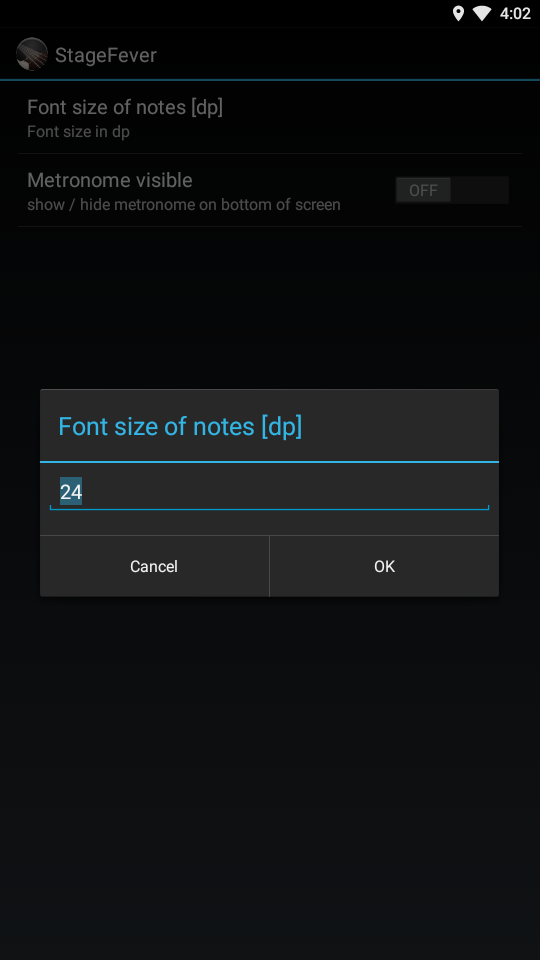 4:02
StageFever
Font size of notes [dp]
Font size in dp
Metronome visible
show / hide metronome on bottom of screen
OFF
Font size of notes [dp]
24
Cancel
OK